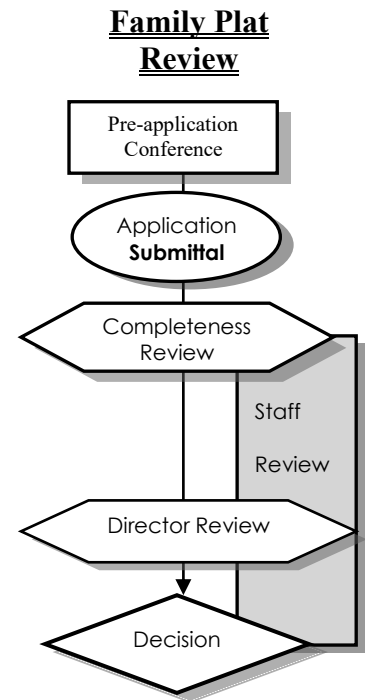 Family Plat
Review
Pre-application
Conference
Application
Submittal
Completeness
Review
Staff
Review
Director Review
Decision